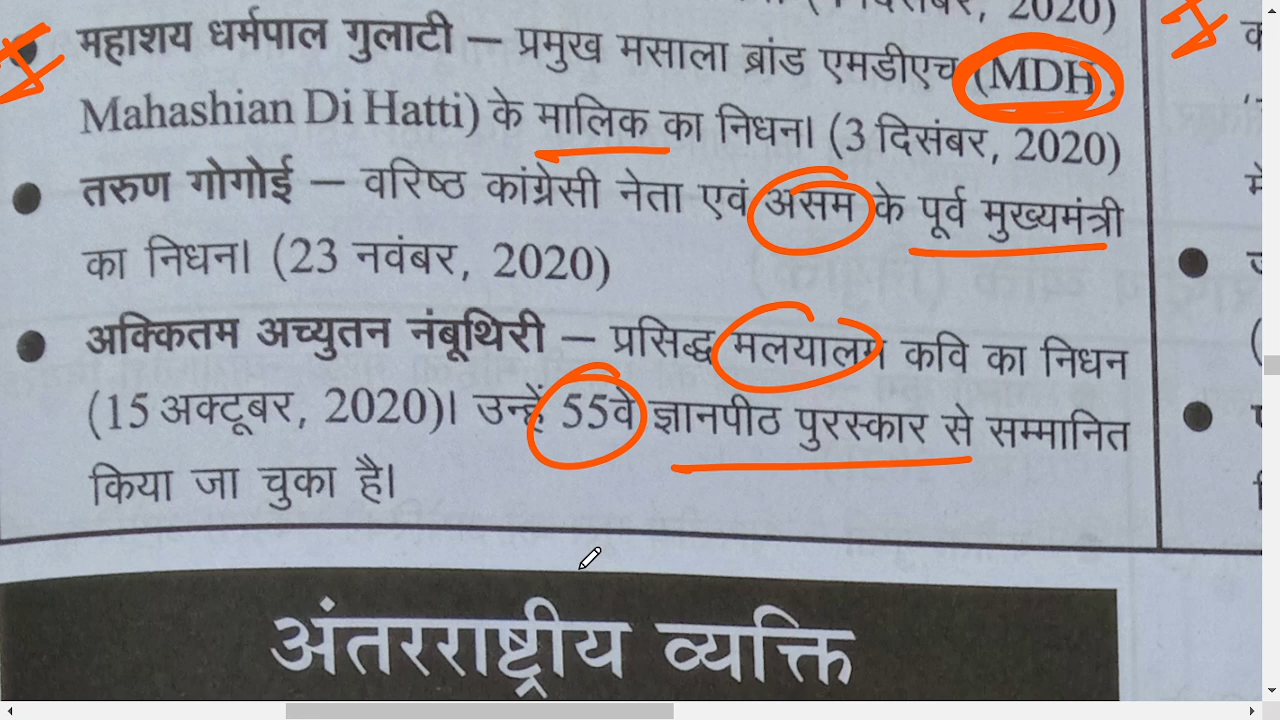 दिसंबर, 2020)
महाशय धर्मपाल गुलाटी – प्रमुख मसाला ब्रांड एमडीएच (MDH,
Mahashian Di Hatti) के मालिक का निधन। (3 दिसंबर, 2020)
तरुण गोगोई – वरिष्ठ कांग्रेसी नेता एवं असम के पूर्व मुख्यमंत्री
का निधन। (23 नवंबर, 2020)
अक्कितम अच्युतन नंबूथिरी – प्रसिद्ध मलयालम कवि का निधन
(15 अक्टूबर, 2020)। उन्हें 55वे ज्ञानपीठ पुरस्कार से सम्मानित
किया जा चुका है।
अंतरराष्ट्रीय व्यक्ति